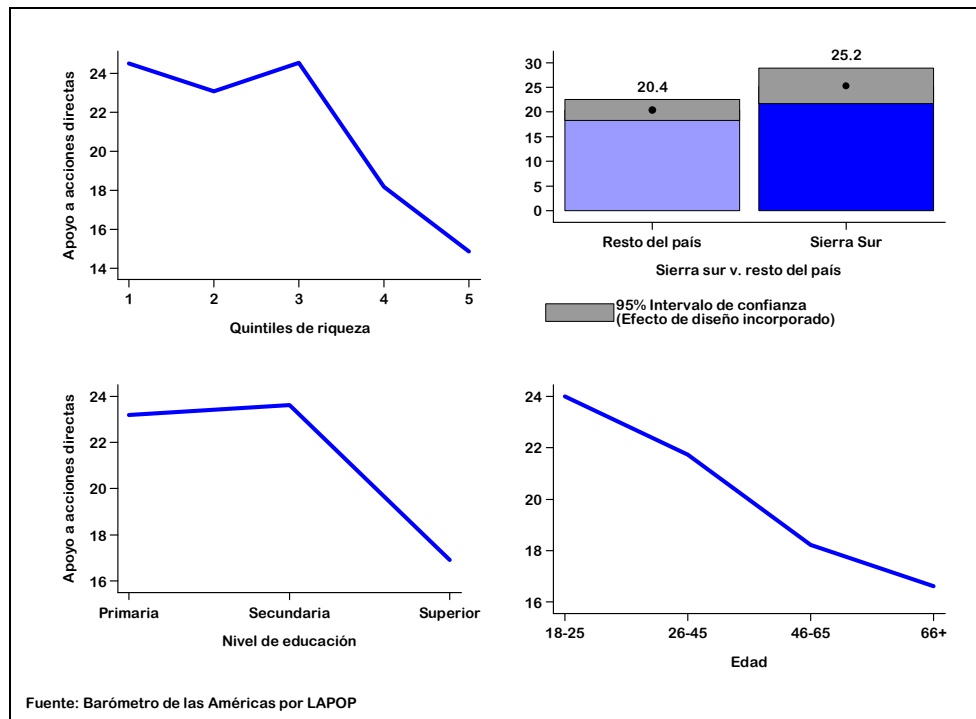 Apoyo a acciones directas
24
22
20
18
16
14
1 2 3 4 5
Quintiles de riqueza
30
25
20
15
10
5
0
20.4
25.2
Resto del país Sierra Sur
Sierra sur v. resto del país
95% Intervalo de confianza
(Efecto de diseño incorporado)
Apoyo a acciones directas
24
22
20
18
16
Primaria Secundaria Superior
Nivel de educación
24
22
20
18
16
18-25 26-45 46-65 66+
Edad
Fuente: Barómetro de las Américas por LAPOP